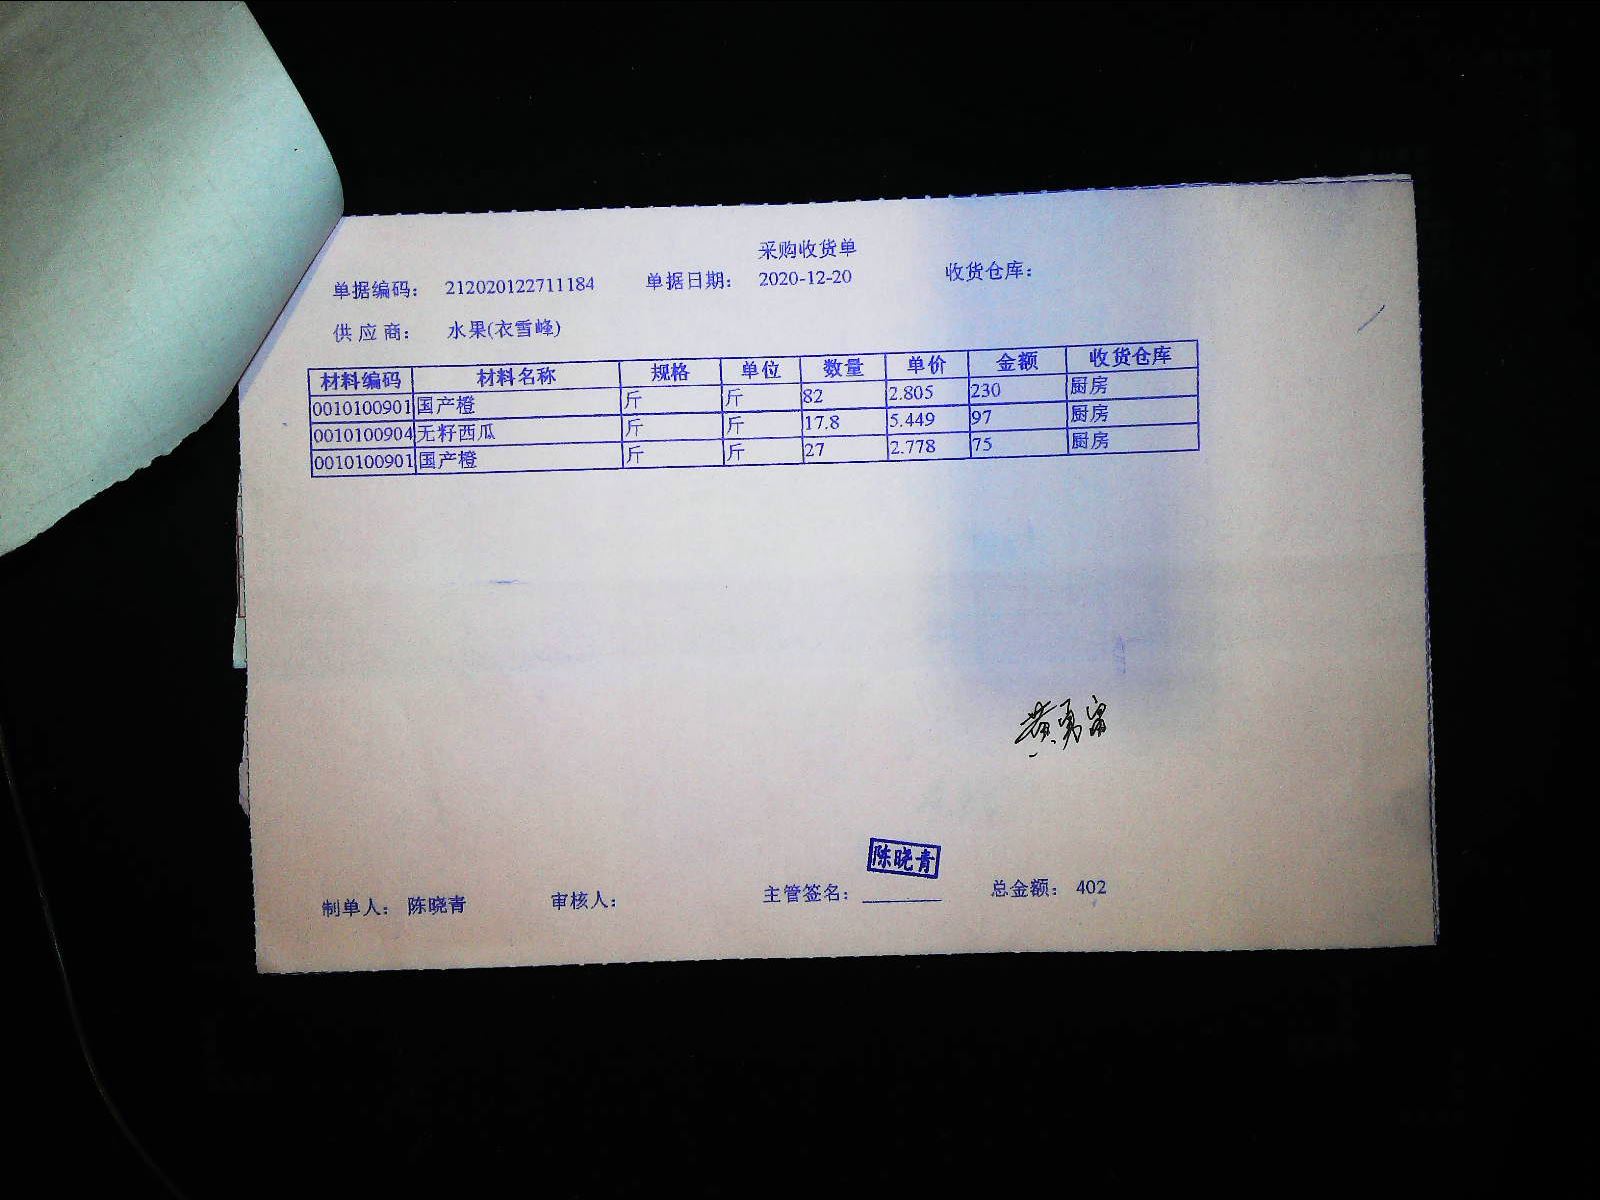 采购收货单
单据编码： 212020122711184 单据日期： 2020-12-20 收货仓库：
供 应 商： 水果(衣雪峰)
材料编码 材料名称 规格 单位 数量 单价 金额 收货仓库
0010100901 国产橙 斤 斤 82 2.805 230 厨房
0010100904 无籽西瓜 斤 斤 17.8 5.449 97 厨房
0010100901 国产橙 斤 斤 27 2.778 75 厨房
陈晓青
制单人： 陈晓青 审核人： 主管签名： 总金额： 402